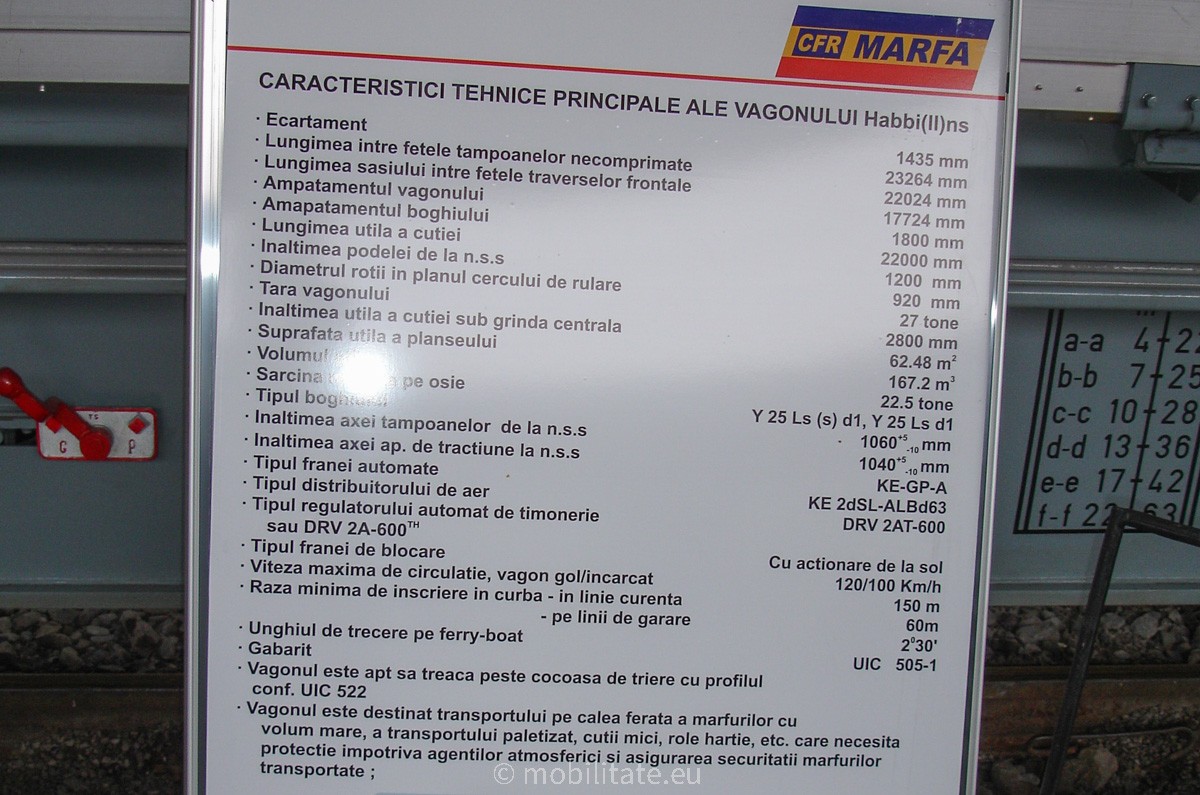 CFR MARFA
CARACTERISTICI TEHNICE PRINCIPALE ALE VAGONULUI Habbi(II)ns
· Ecartament 1435 mm
· Lungimea intre fetele tampoanelor necomprimate 23264 mm
· Lungimea sasiului intre fetele traverselor frontale 22024 mm
· Ampatamentul vagonului 17724 mm
· Amapatamentul boghiului 1800 mm
· Lungimea utila a cutiei 22000 mm
· Inaltimea podelei de la n.s.s 1200 mm
· Diametrul rotii in planul cercului de rulare 920 mm
· Tara vagonului 27 tone
· Inaltimea utila a cutiei sub grinda centrala 2800 mm
· Suprafata utila a planseului 62.48 m²
· Volumul 167.2 m³
· Sarcina pe osie 22.5 tone
· Tipul Y 25 Ls (s) d1, Y 25 Ls d1
· Inaltimea axei tampoanelor de la n.s.s · 1060+5-10 mm
· Inaltimea axei ap. de tractiune la n.s.s 1040+5-10 mm
· Tipul franei automate KE-GP-A
· Tipul distribuitorului de aer KE 2dSL-ALBd63
· Tipul regulatorului automat de timonerie DRV 2AT-600
sau DRV 2A-600TH
· Tipul franei de blocare Cu actionare de la sol
· Viteza maxima de circulatie, vagon gol/incarcat 120/100 Km/h
· Raza minima de inscriere in curba - in linie curenta 150 m
- pe linii de garare 60m
· Unghiul de trecere pe ferry-boat 2⁰30'
· Gabarit UIC 505-1
· Vagonul este apt sa treaca peste cocoasa de triere cu profilul
conf. UIC 522
· Vagonul este destinat transportului pe calea ferata a marfurilor cu
volum mare, a transportului paletizat, cutii mici, role hartie, etc. care necesita
protectie impotriva agentilor atmosferici si asigurarea securitatii marfurilor
transportate ;
G P
m
a-a 4 22
b-b 7 25
c-c 10 28
d-d 13 36
e-e 17 42
f-f 22 63
© mobilitate.eu